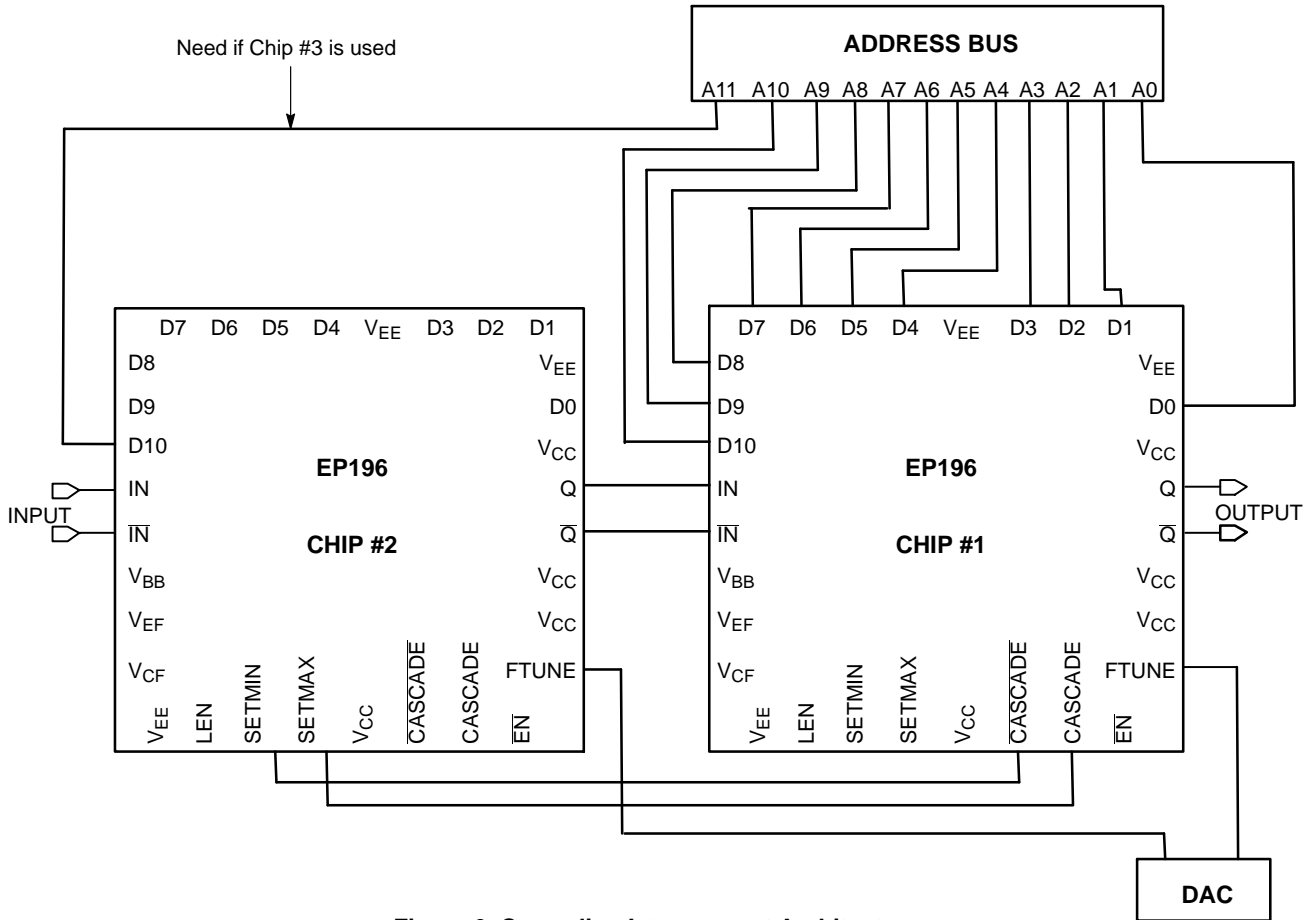 Need if Chip #3 is used
ADDRESS BUS
A11 A10 A9 A8 A7 A6 A5 A4 A3 A2 A1 A0
D7 D6 D5 D4 VEE D3 D2 D1
D8
D9
D10
IN
IN
VBB
VEF
VCF
VEE
D0
VCC
Q
Q
VCC
VCC
FTUNE
EP196
CHIP #2
VEE LEN SETMIN SETMAX VCC CASCADE CASCADE EN
INPUT
D7 D6 D5 D4 VEE D3 D2 D1
D8
D9
D10
IN
IN
VBB
VEF
VCF
VEE
D0
VCC
Q
Q
VCC
VCC
FTUNE
EP196
CHIP #1
VEE LEN SETMIN SETMAX VCC CASCADE CASCADE EN
OUTPUT
DAC